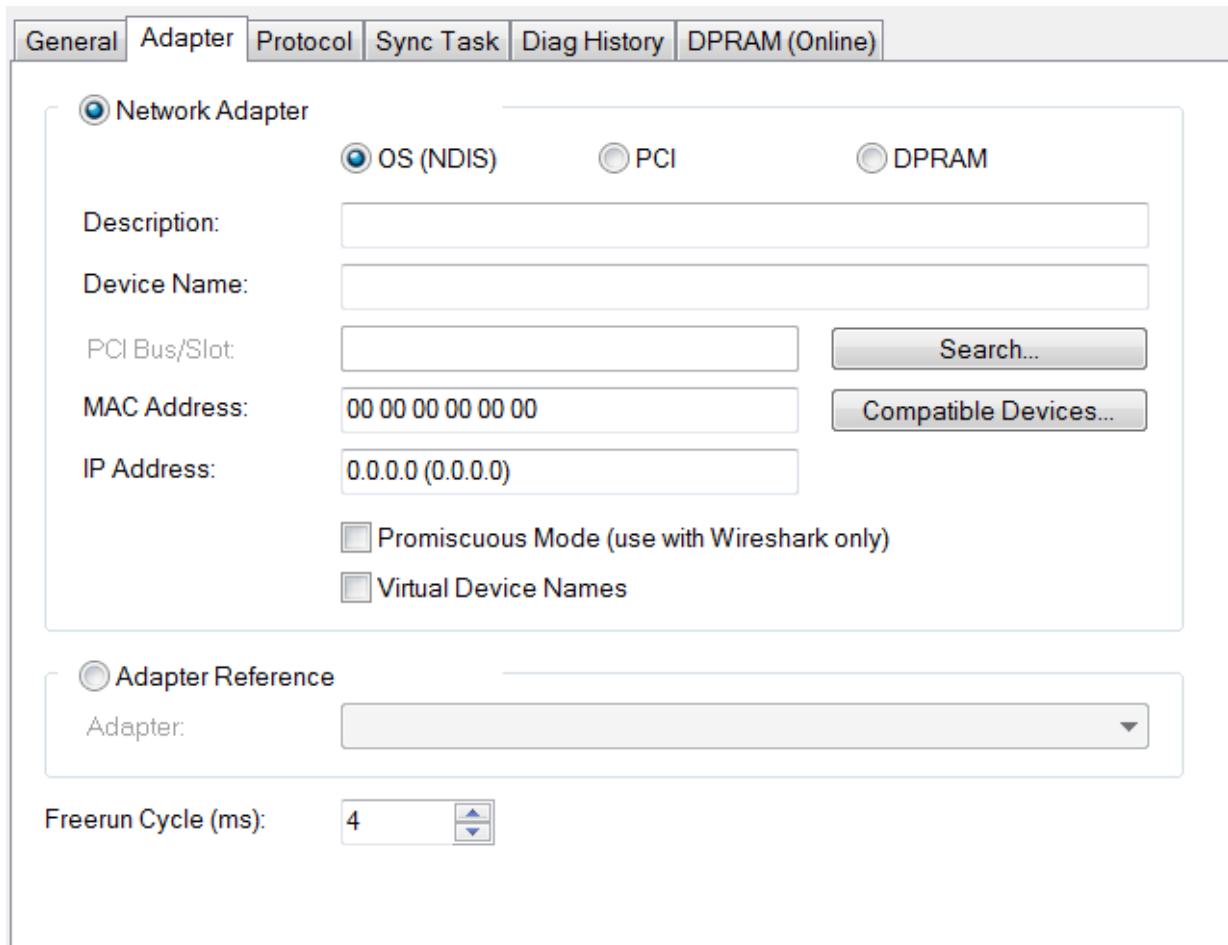 General Adapter Protocol Sync Task Diag History DPRAM (Online)
Network Adapter
OS (NDIS) PCI DPRAM
Description:
Device Name:
PCI Bus/Slot: Search...
MAC Address: 00 00 00 00 00 00 Compatible Devices...
IP Address: 0.0.0.0 (0.0.0.0)
Promiscuous Mode (use with Wireshark only)
Virtual Device Names
Adapter Reference
Adapter:
Freerun Cycle (ms): 4